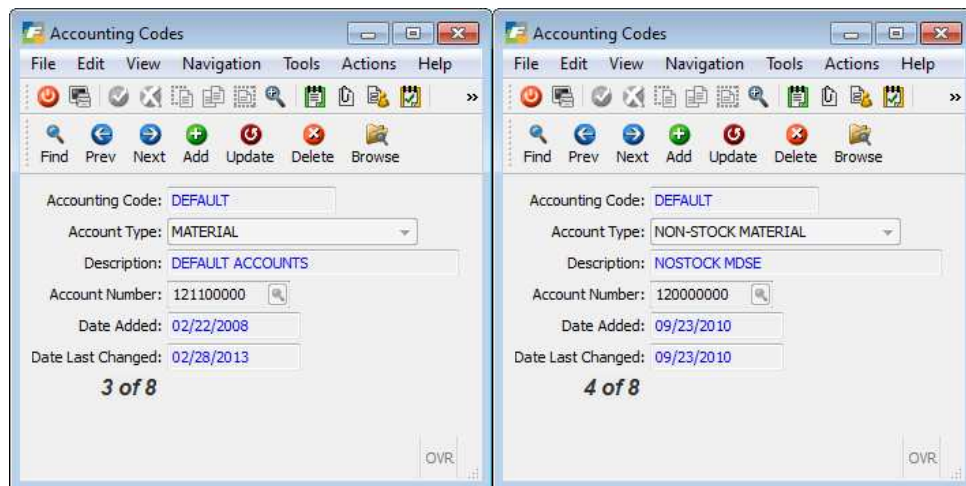 Accounting Codes
File Edit View Navigation Tools Actions Help
»
Find Prev Next Add Update Delete Browse
Accounting Code: DEFAULT
Account Type: MATERIAL
Description: DEFAULT ACCOUNTS
Account Number: 121100000
Date Added: 02/22/2008
Date Last Changed: 02/28/2013
3 of 8
OVR
Accounting Codes
File Edit View Navigation Tools Actions Help
»
Find Prev Next Add Update Delete Browse
Accounting Code: DEFAULT
Account Type: NON-STOCK MATERIAL
Description: NOSTOCK MDSE
Account Number: 120000000
Date Added: 09/23/2010
Date Last Changed: 09/23/2010
4 of 8
OVR